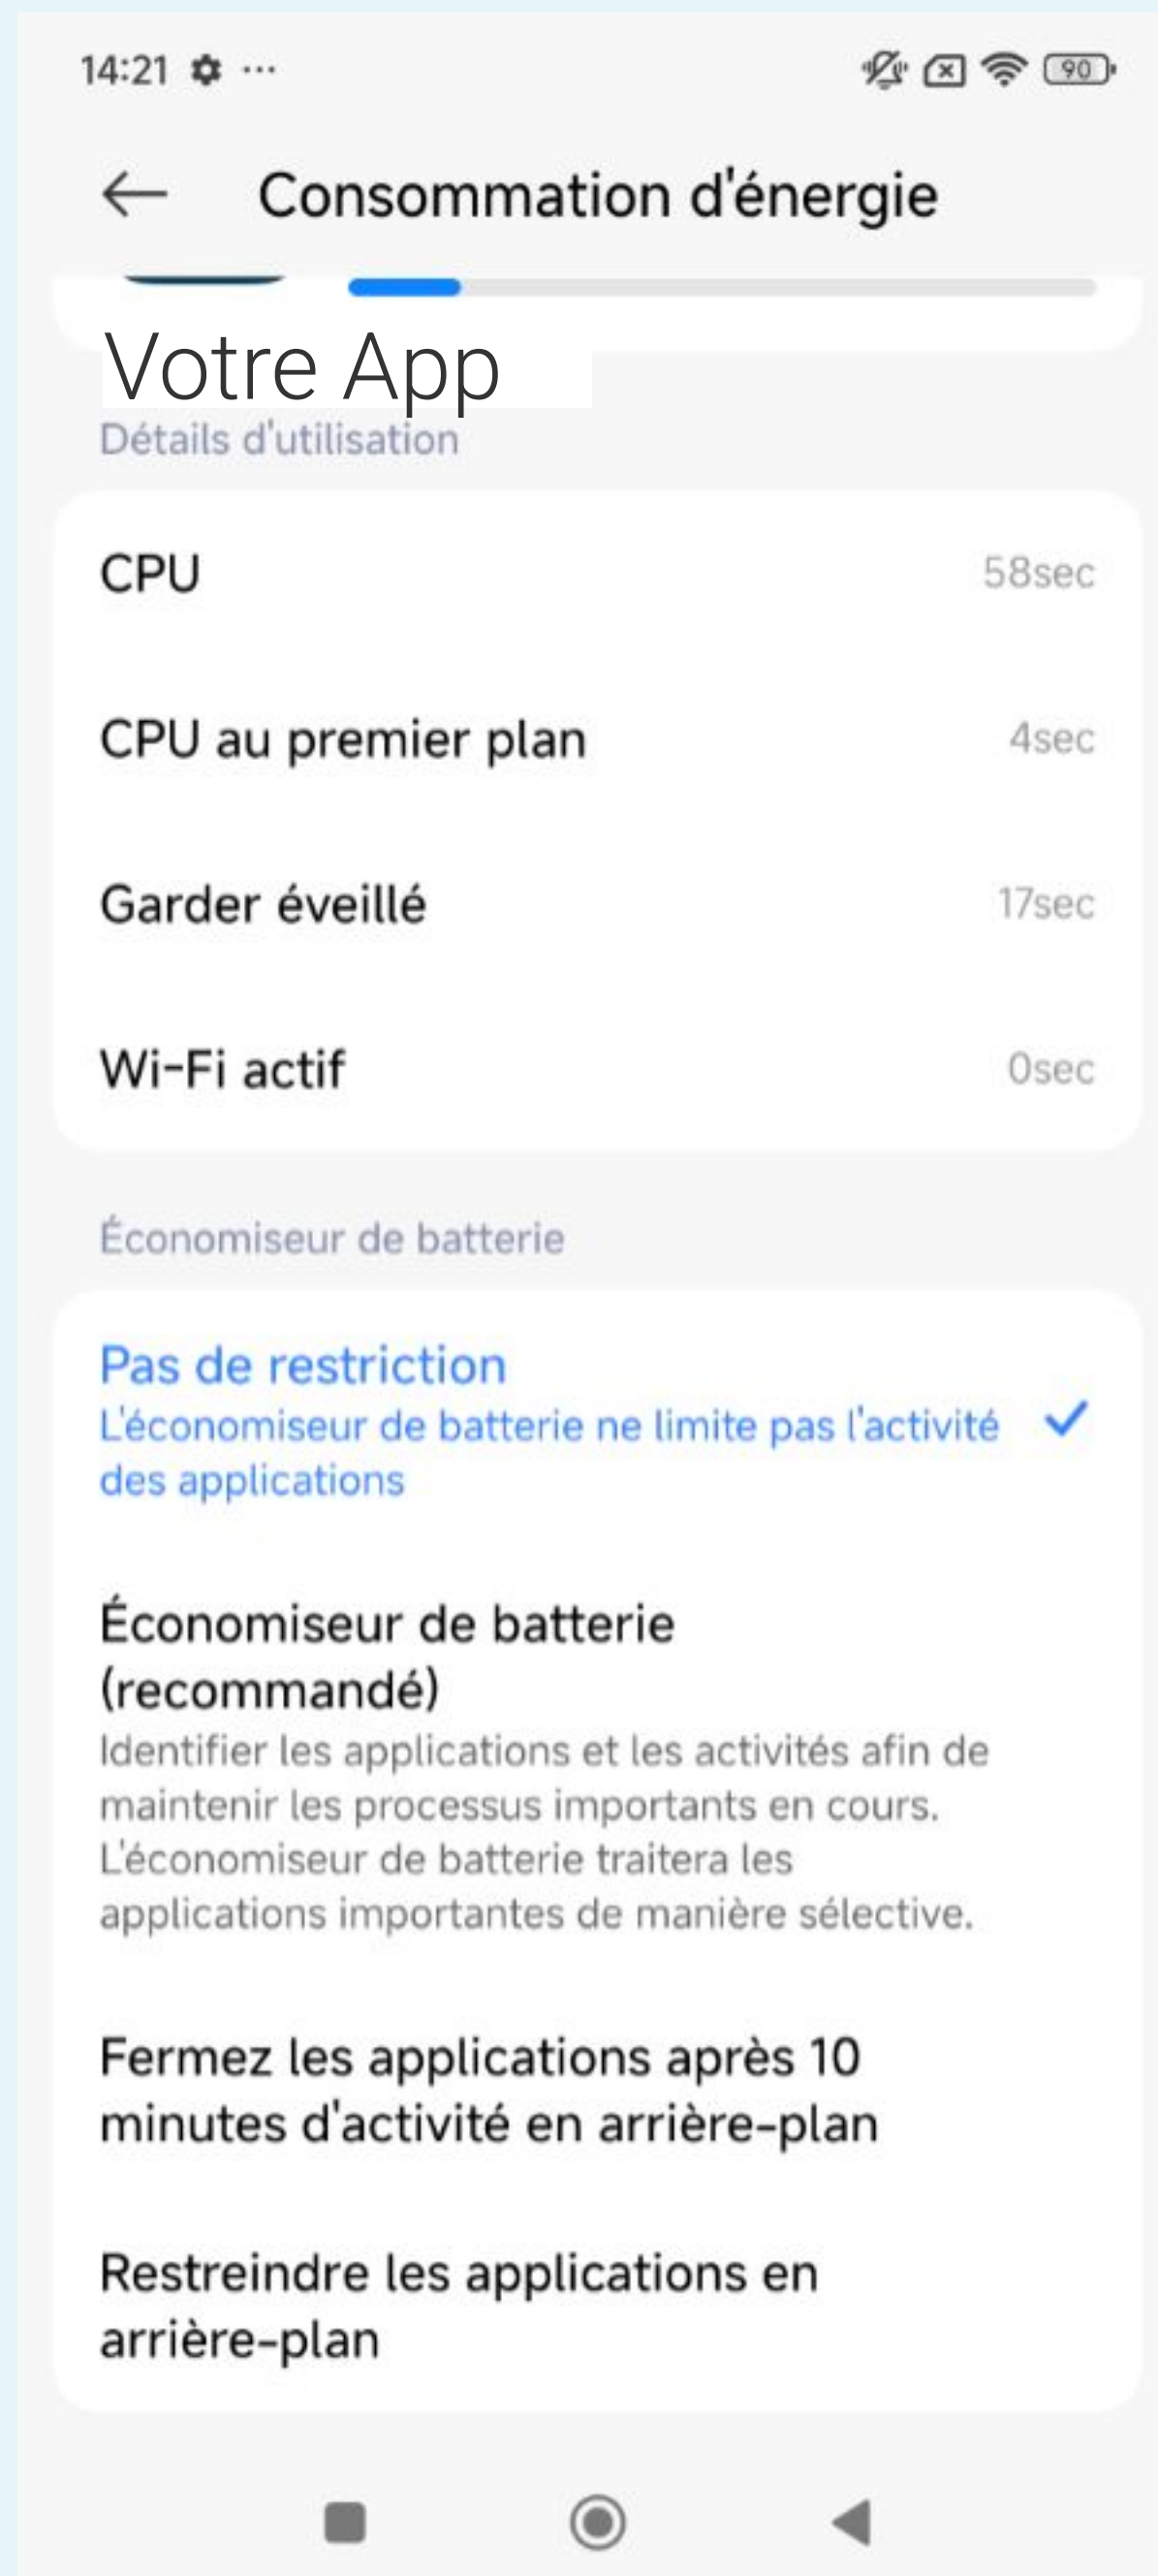 14:21
90
Consommation d'énergie
Votre App
Détails d'utilisation
CPU 58sec
CPU au premier plan 4sec
Garder éveillé 17sec
Wi-Fi actif 0sec
Économiseur de batterie
Pas de restriction
L'économiseur de batterie ne limite pas l'activité
des applications
Économiseur de batterie
(recommandé)
Identifier les applications et les activités afin de
maintenir les processus importants en cours.
L'économiseur de batterie traitera les
applications importantes de manière sélective.
Fermez les applications après 10
minutes d'activité en arrière-plan
Restreindre les applications en
arrière-plan